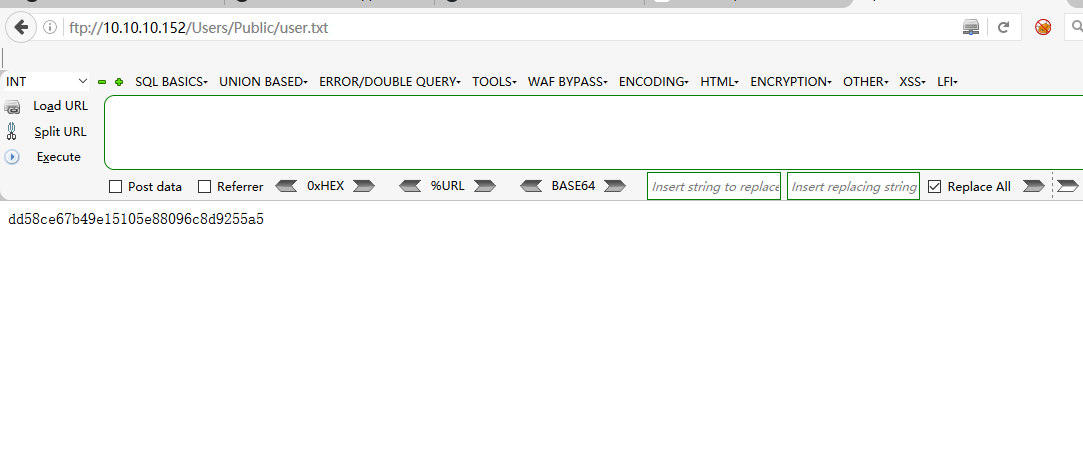 ftp://10.10.10.152/Users/Public/user.txt
INT SQL BASICS UNION BASED ERROR/DOUBLE QUERY TOOLS WAF BYPASS ENCODING HTML ENCRYPTION OTHER XSS LFI
Load URL
Split URL
Execute
Post data Referrer 0xHEX %URL BASE64 Insert string to replace Insert replacing string Replace All
dd58ce67b49e15105e88096c8d9255a5